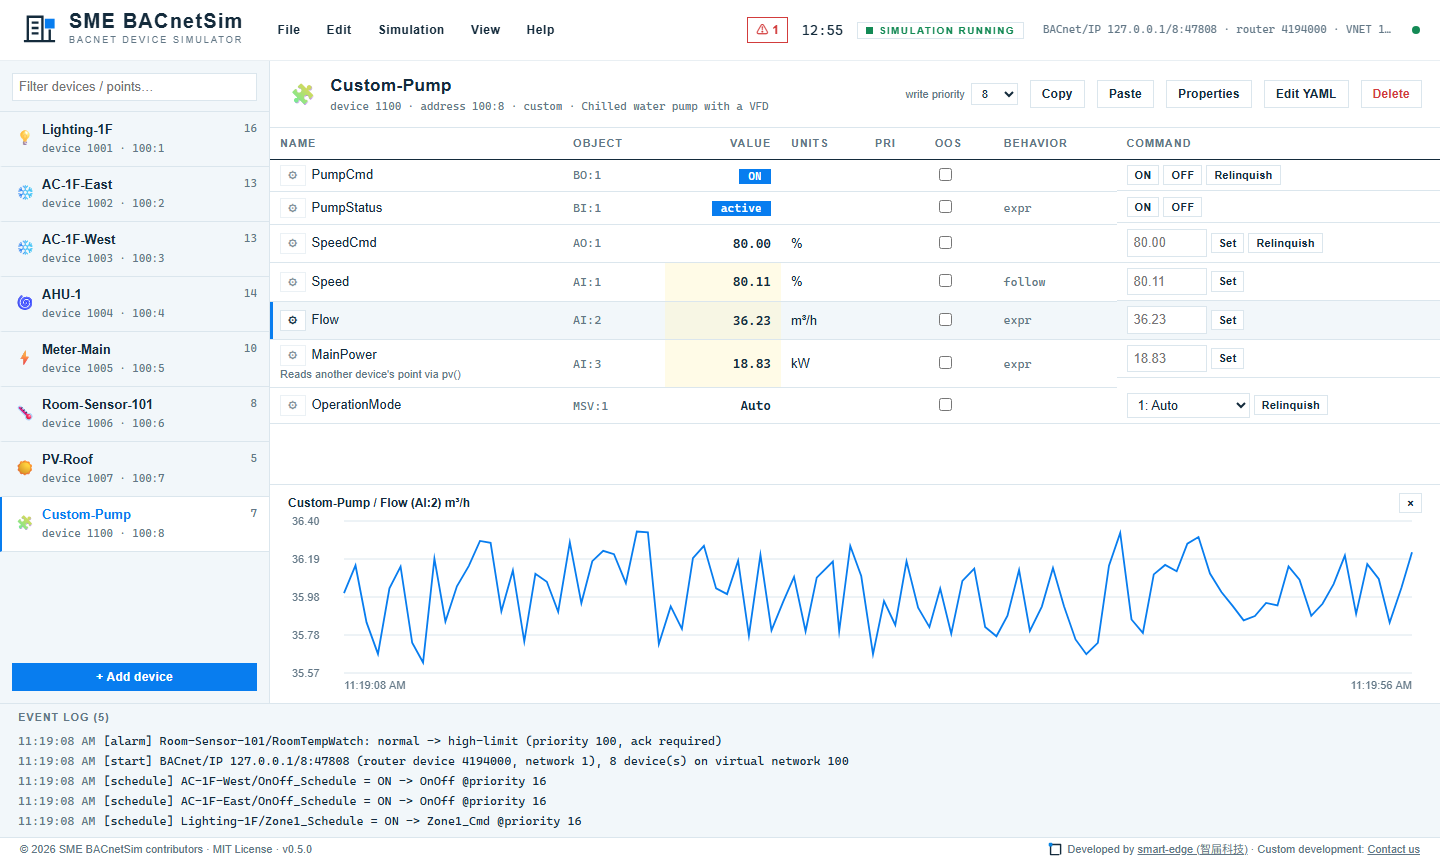 SME BACnetSim
BACNET DEVICE SIMULATOR
File Edit Simulation View Help
1 12:55 SIMULATION RUNNING BACnet/IP 127.0.0.1/8:47808 · router 4194000 · VNET 1…
Filter devices / points…
Lighting-1F 16
device 1001 · 100:1
AC-1F-East 13
device 1002 · 100:2
AC-1F-West 13
device 1003 · 100:3
AHU-1 14
device 1004 · 100:4
Meter-Main 10
device 1005 · 100:5
Room-Sensor-101 8
device 1006 · 100:6
PV-Roof 5
device 1007 · 100:7
Custom-Pump 7
device 1100 · 100:8
+ Add device
Custom-Pump
device 1100 · address 100:8 · custom · Chilled water pump with a VFD
write priority 8 Copy Paste Properties Edit YAML Delete
NAME OBJECT VALUE UNITS PRI OOS BEHAVIOR COMMAND
PumpCmd BO:1 ON ON OFF Relinquish
PumpStatus BI:1 active expr ON OFF
SpeedCmd AO:1 80.00 % 80.00 Set Relinquish
Speed AI:1 80.11 % follow 80.11 Set
Flow AI:2 36.23 m³/h expr 36.23 Set
MainPower AI:3 18.83 kW expr 18.83 Set
Reads another device's point via pv()
OperationMode MSV:1 Auto 1: Auto Relinquish
Custom-Pump / Flow (AI:2) m³/h ×
36.40
36.19
35.98
35.78
35.57
11:19:08 AM 11:19:56 AM
EVENT LOG (5)
11:19:08 AM [alarm] Room-Sensor-101/RoomTempWatch: normal -> high-limit (priority 100, ack required)
11:19:08 AM [start] BACnet/IP 127.0.0.1/8:47808 (router device 4194000, network 1), 8 device(s) on virtual network 100
11:19:08 AM [schedule] AC-1F-West/OnOff_Schedule = ON -> OnOff @priority 16
11:19:08 AM [schedule] AC-1F-East/OnOff_Schedule = ON -> OnOff @priority 16
11:19:08 AM [schedule] Lighting-1F/Zone1_Schedule = ON -> Zone1_Cmd @priority 16
© 2026 SME BACnetSim contributors · MIT License · v0.5.0
Developed by smart-edge (智届科技) · Custom development: Contact us